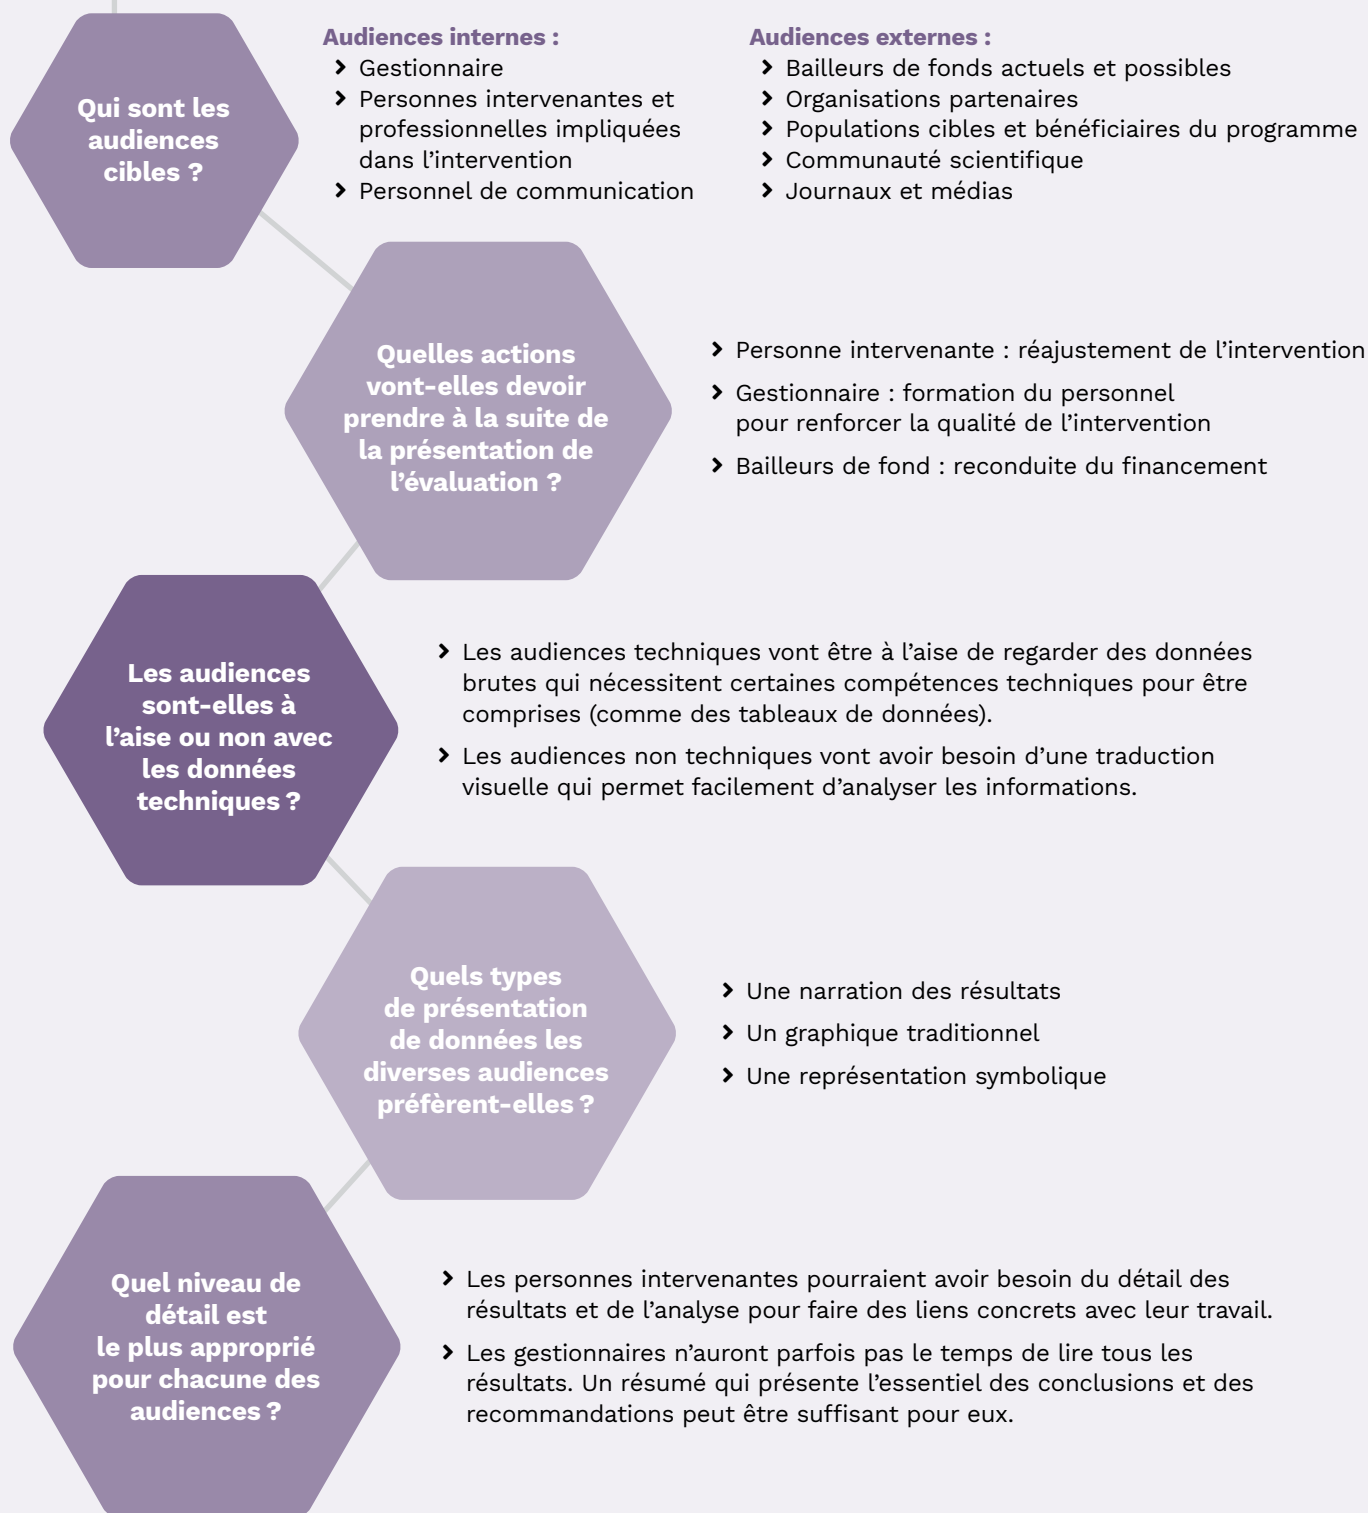 Qui sont les
audiences
cibles ?
Audiences internes :
Gestionnaire
Personnes intervenantes et
professionnelles impliquées
dans l’intervention
Personnel de communication
Audiences externes :
Bailleurs de fonds actuels et possibles
Organisations partenaires
Populations cibles et bénéficiaires du programme
Communauté scientifique
Journaux et médias
Quelles actions
vont-elles devoir
prendre à la suite de
la présentation de
l’évaluation ?
Personne intervenante : réajustement de l’intervention
Gestionnaire : formation du personnel
pour renforcer la qualité de l’intervention
Bailleurs de fond : reconduite du financement
Les audiences
sont-elles à
l’aise ou non avec
les données
techniques ?
Les audiences techniques vont être à l’aise de regarder des données
brutes qui nécessitent certaines compétences techniques pour être
comprises (comme des tableaux de données).
Les audiences non techniques vont avoir besoin d’une traduction
visuelle qui permet facilement d’analyser les informations.
Quels types
de présentation
de données les
diverses audiences
préfèrent-elles ?
Une narration des résultats
Un graphique traditionnel
Une représentation symbolique
Quel niveau de
détail est
le plus approprié
pour chacune des
audiences ?
Les personnes intervenantes pourraient avoir besoin du détail des
résultats et de l’analyse pour faire des liens concrets avec leur travail.
Les gestionnaires n’auront parfois pas le temps de lire tous les
résultats. Un résumé qui présente l’essentiel des conclusions et des
recommandations peut être suffisant pour eux.